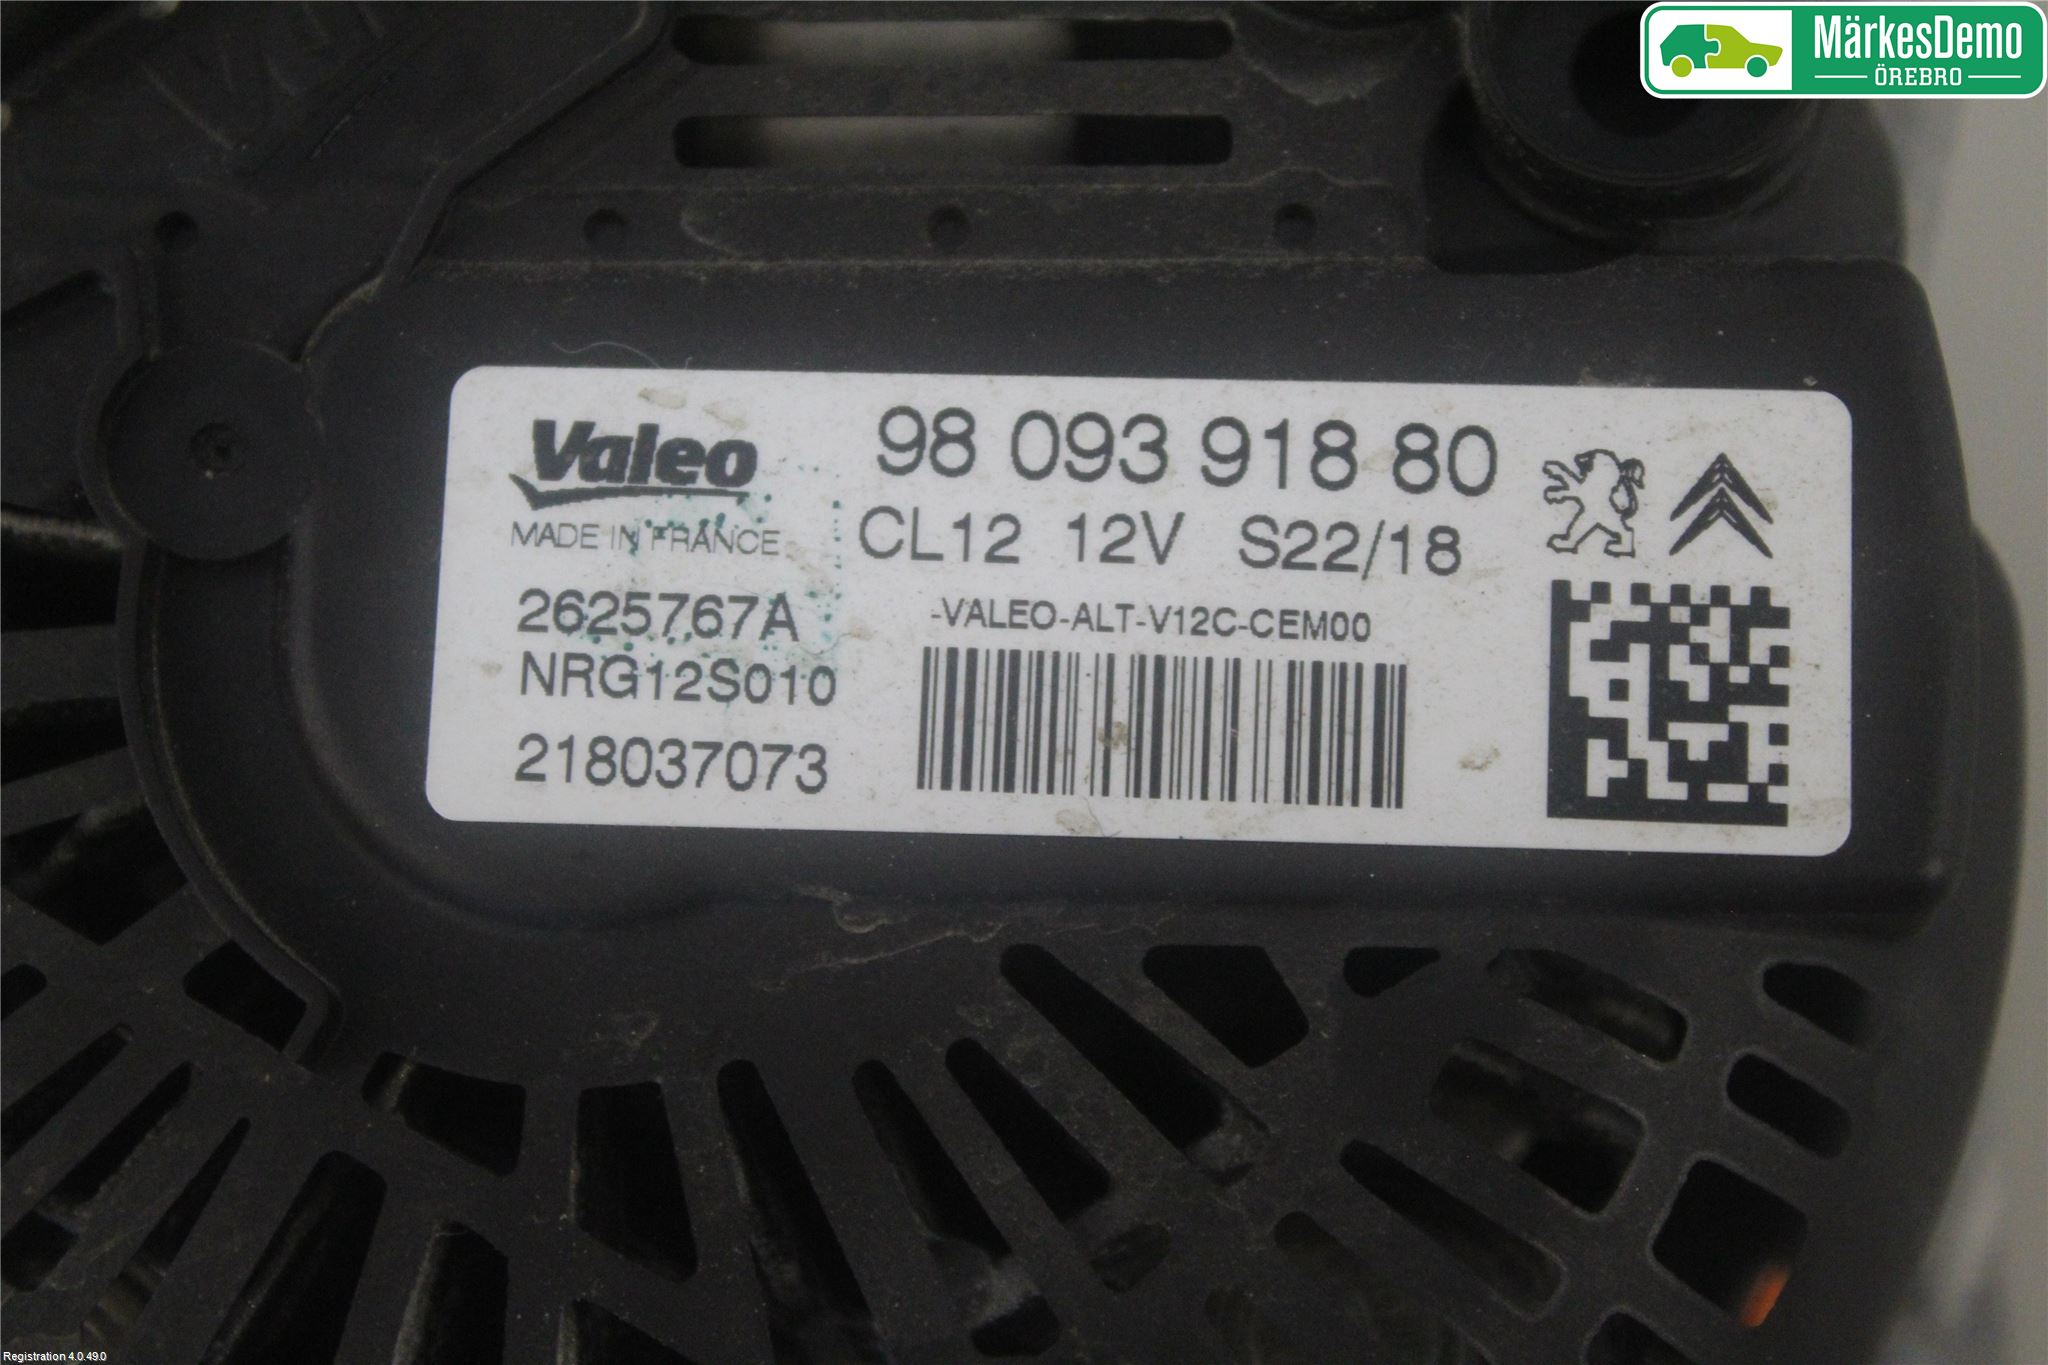 MärkesDemo
ÖREBRO
Valeo
MADE IN FRANCE
98 093 918 80
CL12 12V S22/18
2625767A
-VALEO-ALT-V12C-CEM00
NRG12S010
218037073
Registration 4.0.49.0